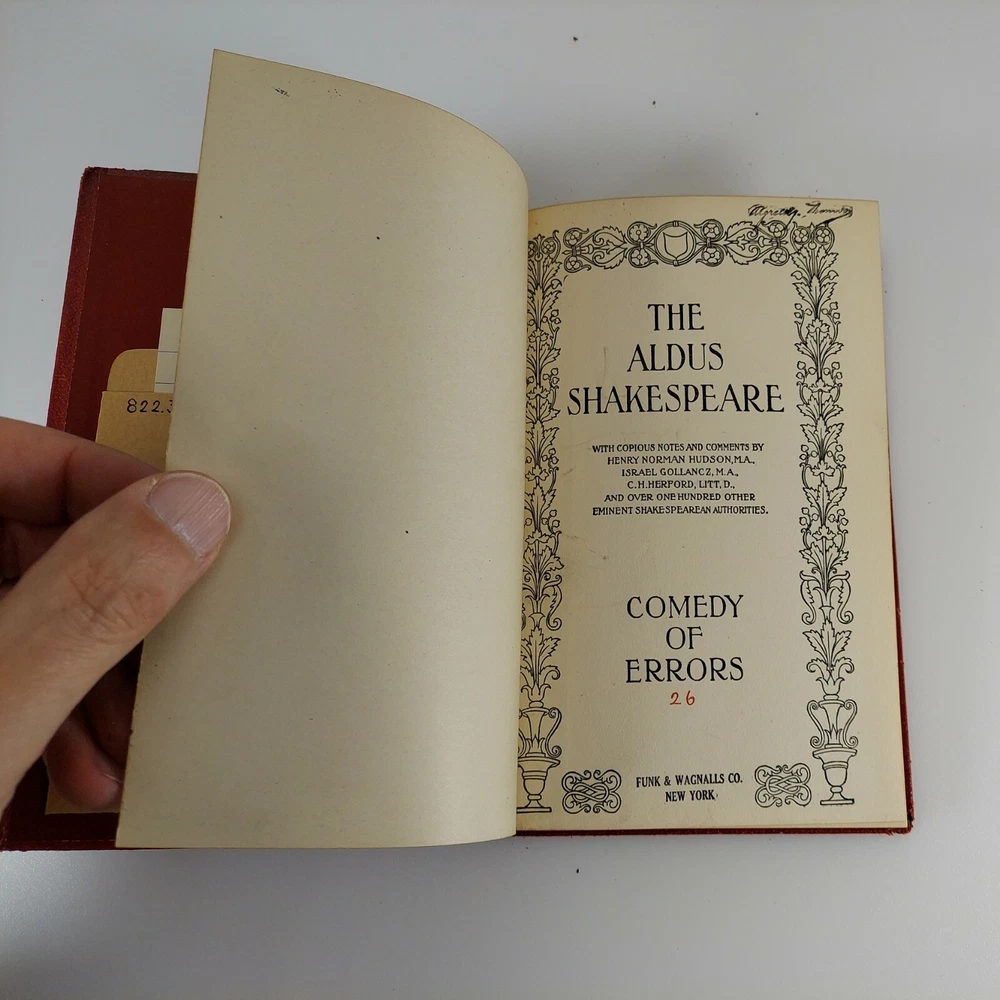 822.3
THE
ALDUS
SHAKESPEARE
WITH COPIOUS NOTES AND COMMENTS BY
HENRY NORMAN HUDSON, M.A.,
ISRAEL GOLLANCZ, M.A.,
C.H. HERFORD, LITT. D.,
AND OVER ONE HUNDRED OTHER
EMINENT SHAKESPEAREAN AUTHORITIES.
COMEDY
OF
ERRORS
26
FUNK & WAGNALLS CO.
NEW YORK